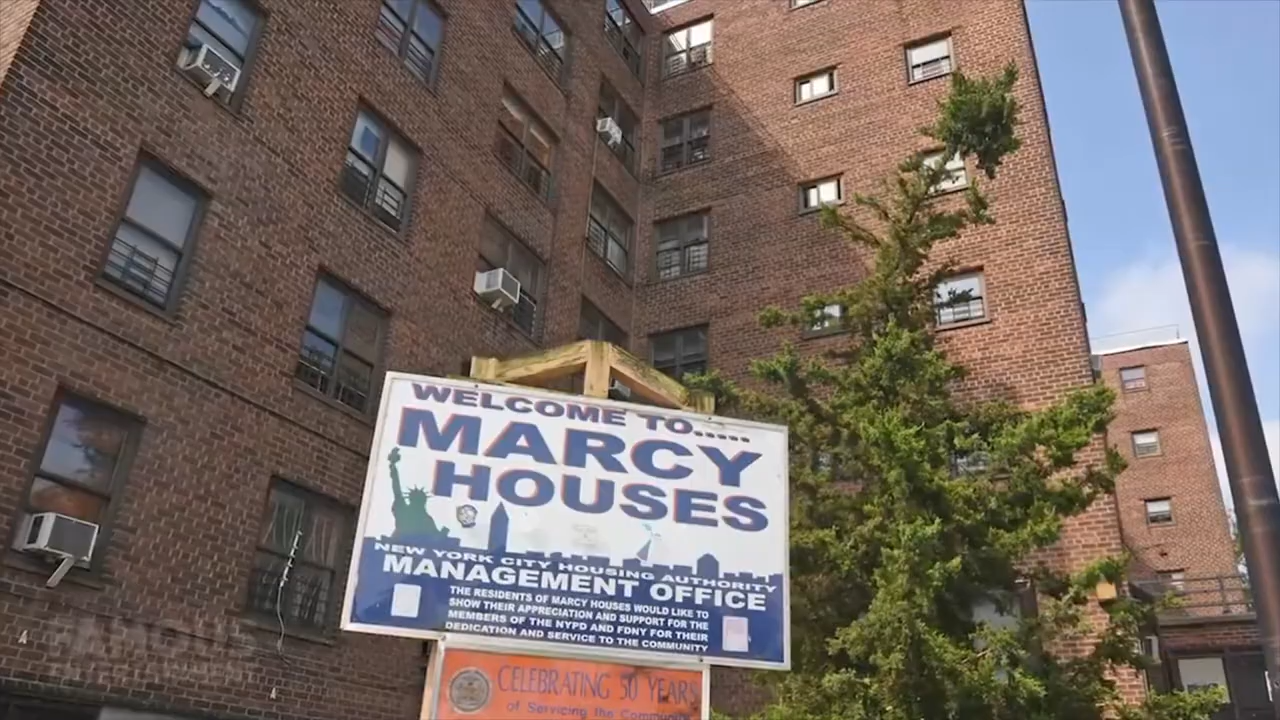 WELCOME TO.....
MARCY
HOUSES
NEW YORK CITY HOUSING AUTHORITY
MANAGEMENT OFFICE
THE RESIDENTS OF MARCY HOUSES WOULD LIKE TO
SHOW THEIR APPRECIATION AND SUPPORT FOR THE
MEMBERS OF THE NYPD AND FDNY FOR THEIR
DEDICATION AND SERVICE TO THE COMMUNITY
CELEBRATING 50 YEARS
of Servicing the Community
FAMOUS